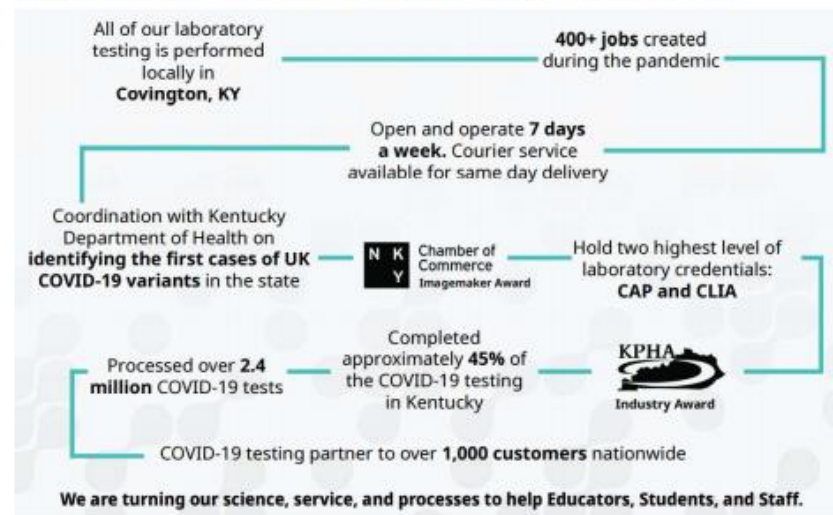 All of our laboratory
testing is performed
locally in
Covington, KY
400+ jobs created
during the pandemic
Open and operate 7 days
a week. Courier service
available for same day delivery
Coordination with Kentucky
Department of Health on
identifying the first cases of UK
COVID-19 variants in the state
N K
Y
Chamber of
Commerce
Imagemaker Award
Hold two highest level of
laboratory credentials:
CAP and CLIA
KPHA
Industry Award
Completed
approximately 45% of
the COVID-19 testing
in Kentucky
Processed over 2.4
million COVID-19 tests
COVID-19 testing partner to over 1,000 customers nationwide
We are turning our science, service, and processes to help Educators, Students, and Staff.